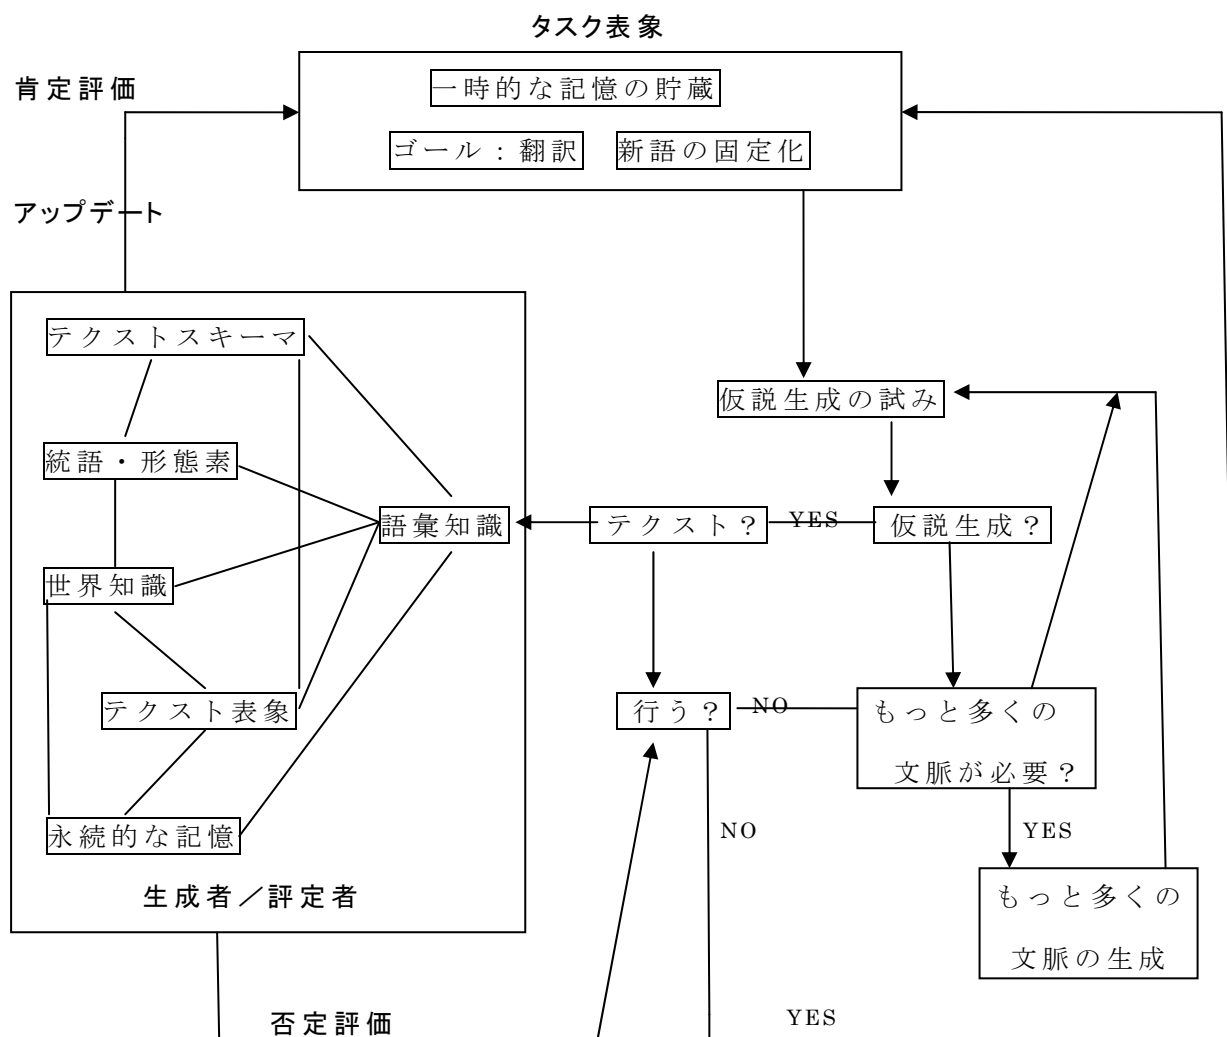 タスク表象
肯定評価
一時的な記憶の貯蔵
ゴール：翻訳
新語の固定化
アップデート
テクストスキーマ
仮説生成の試み
統語・形態素
語彙知識
テクスト？
YES
仮説生成？
世界知識
テクスト表象
行う？
NO
もっと多くの
文脈が必要？
永続的な記憶
NO
YES
生成者／評定者
もっと多くの
文脈の生成
否定評価
YES